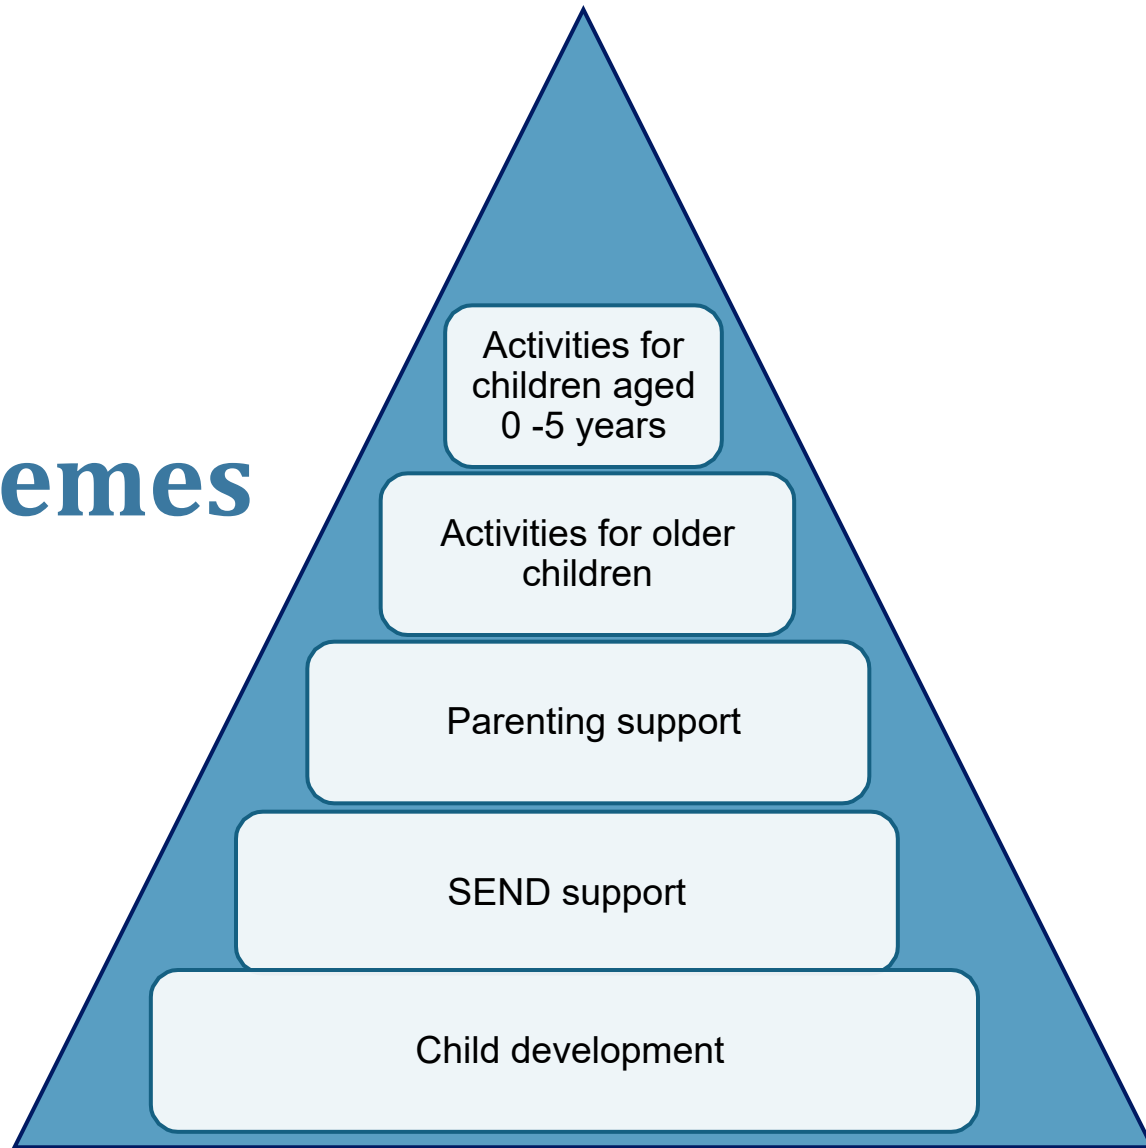 Activities for
children aged
0 -5 years
emes
Activities for older
children
Parenting support
SEND support
Child development